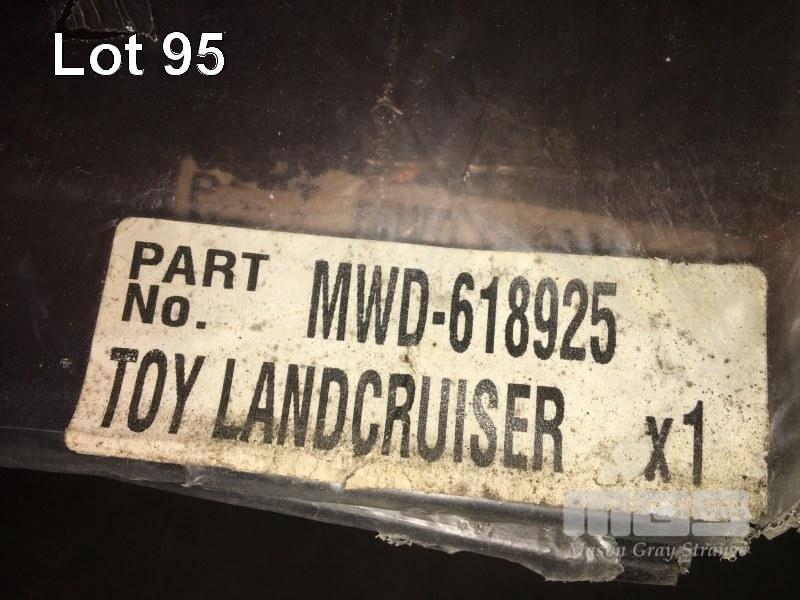 Lot 95
PART No. MWD-618925
TOY LANDCRUISER x1
MGS
Mason Gray Strange